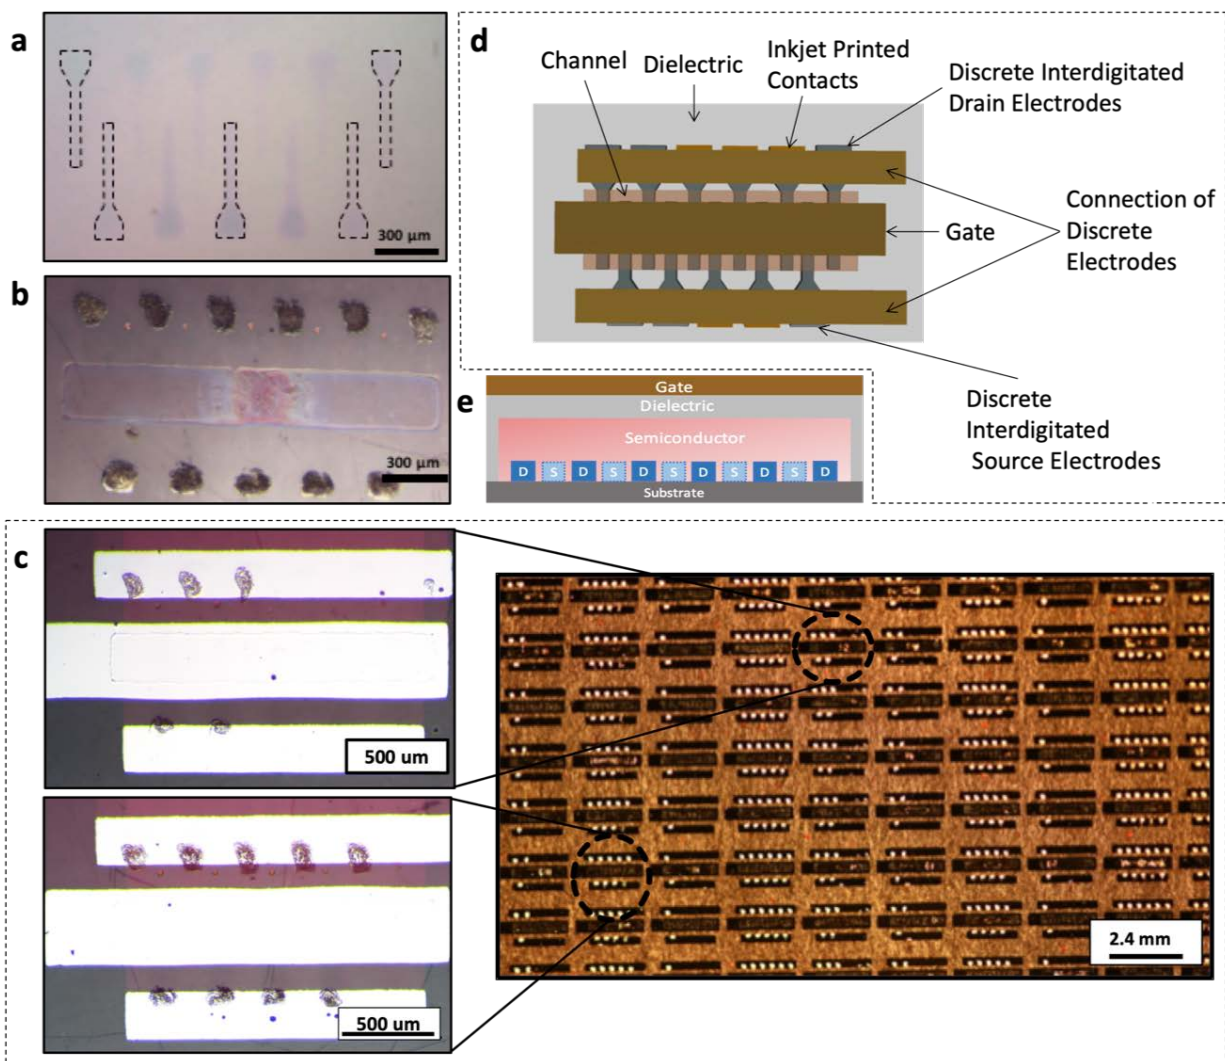 a
300 µm
b
300 µm
d
Channel
Dielectric
Inkjet Printed
Contacts
Discrete Interdigitated
Drain Electrodes
Connection of
Discrete
Electrodes
Gate
Discrete
Interdigitated
Source Electrodes
e
Gate
Dielectric
Semiconductor
D S D S D S D S D S D
Substrate
c
500 um
500 um
2.4 mm